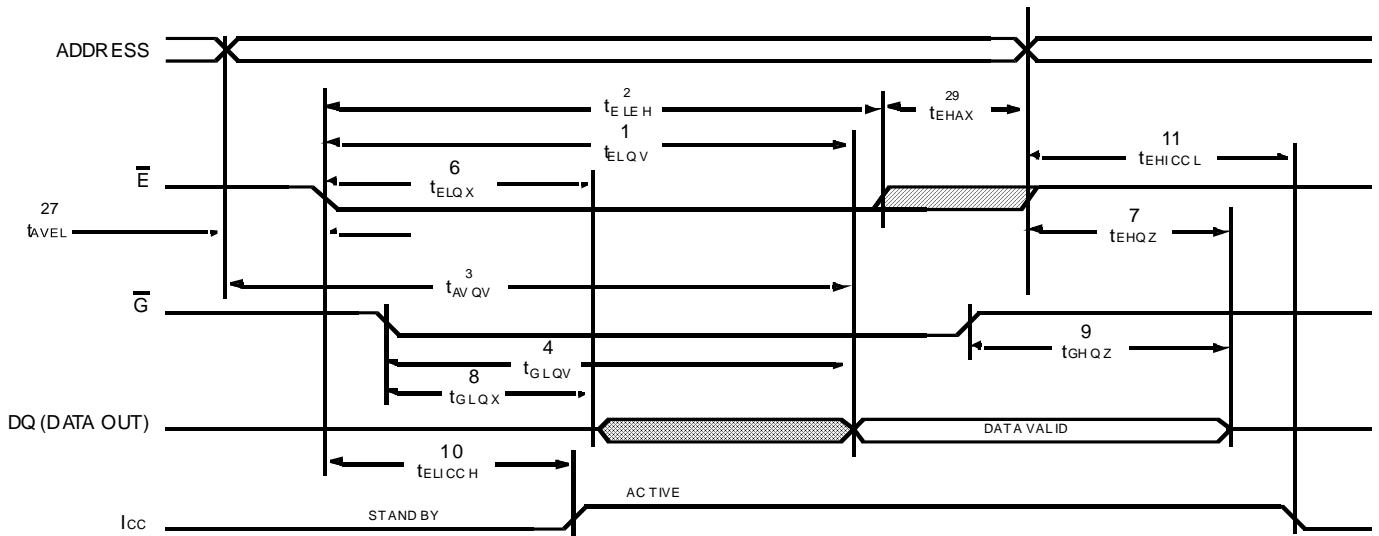 ADDRESS
2
tELEH
29
tEHAX
1
tELQV
11
tEHICCL
6
tELQX
E
27
tAVEL
7
tEHQZ
3
tAVQV
G
9
tGHQZ
4
tGLQV
8
tGLQX
DQ (DATA OUT)
DATA VALID
10
tELICCH
ACTIVE
STANDBY
ICC